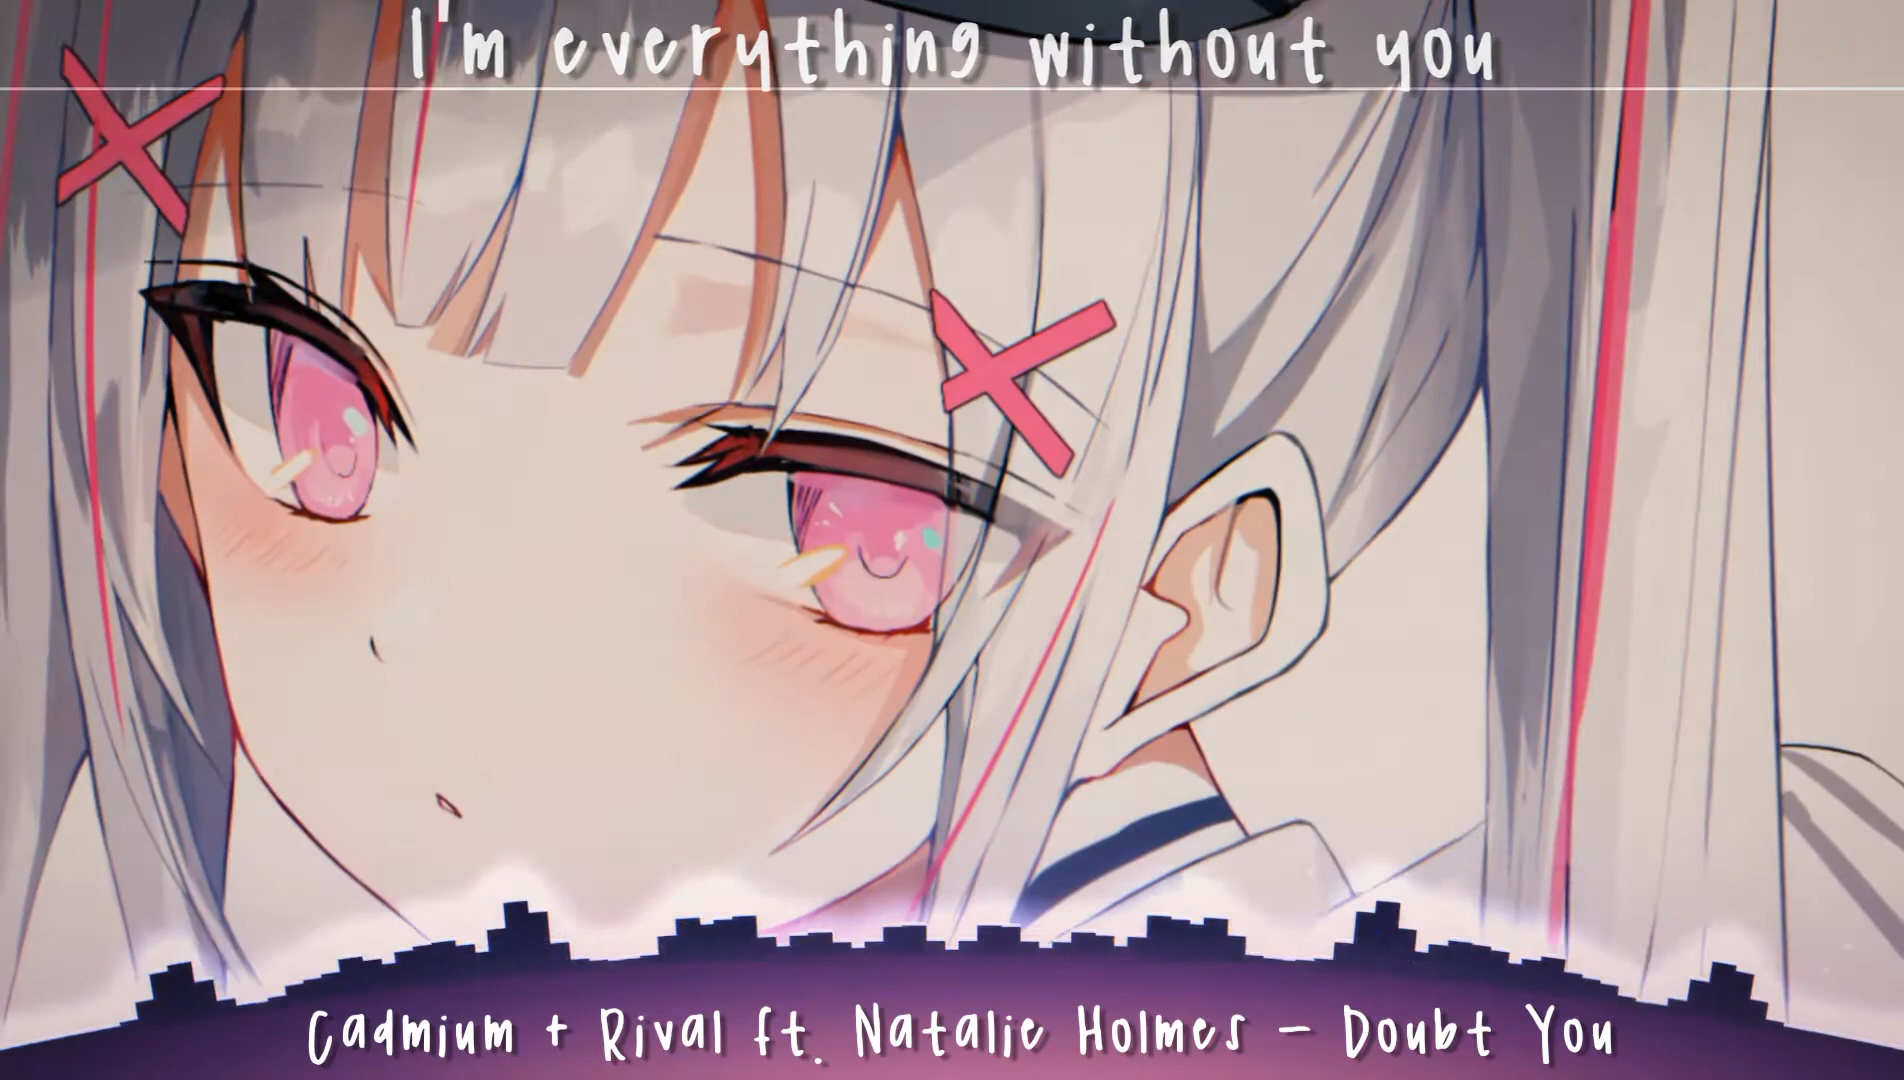 I'm everything without you
Cadmium + Rival ft. Natalie Holmes - Doubt You